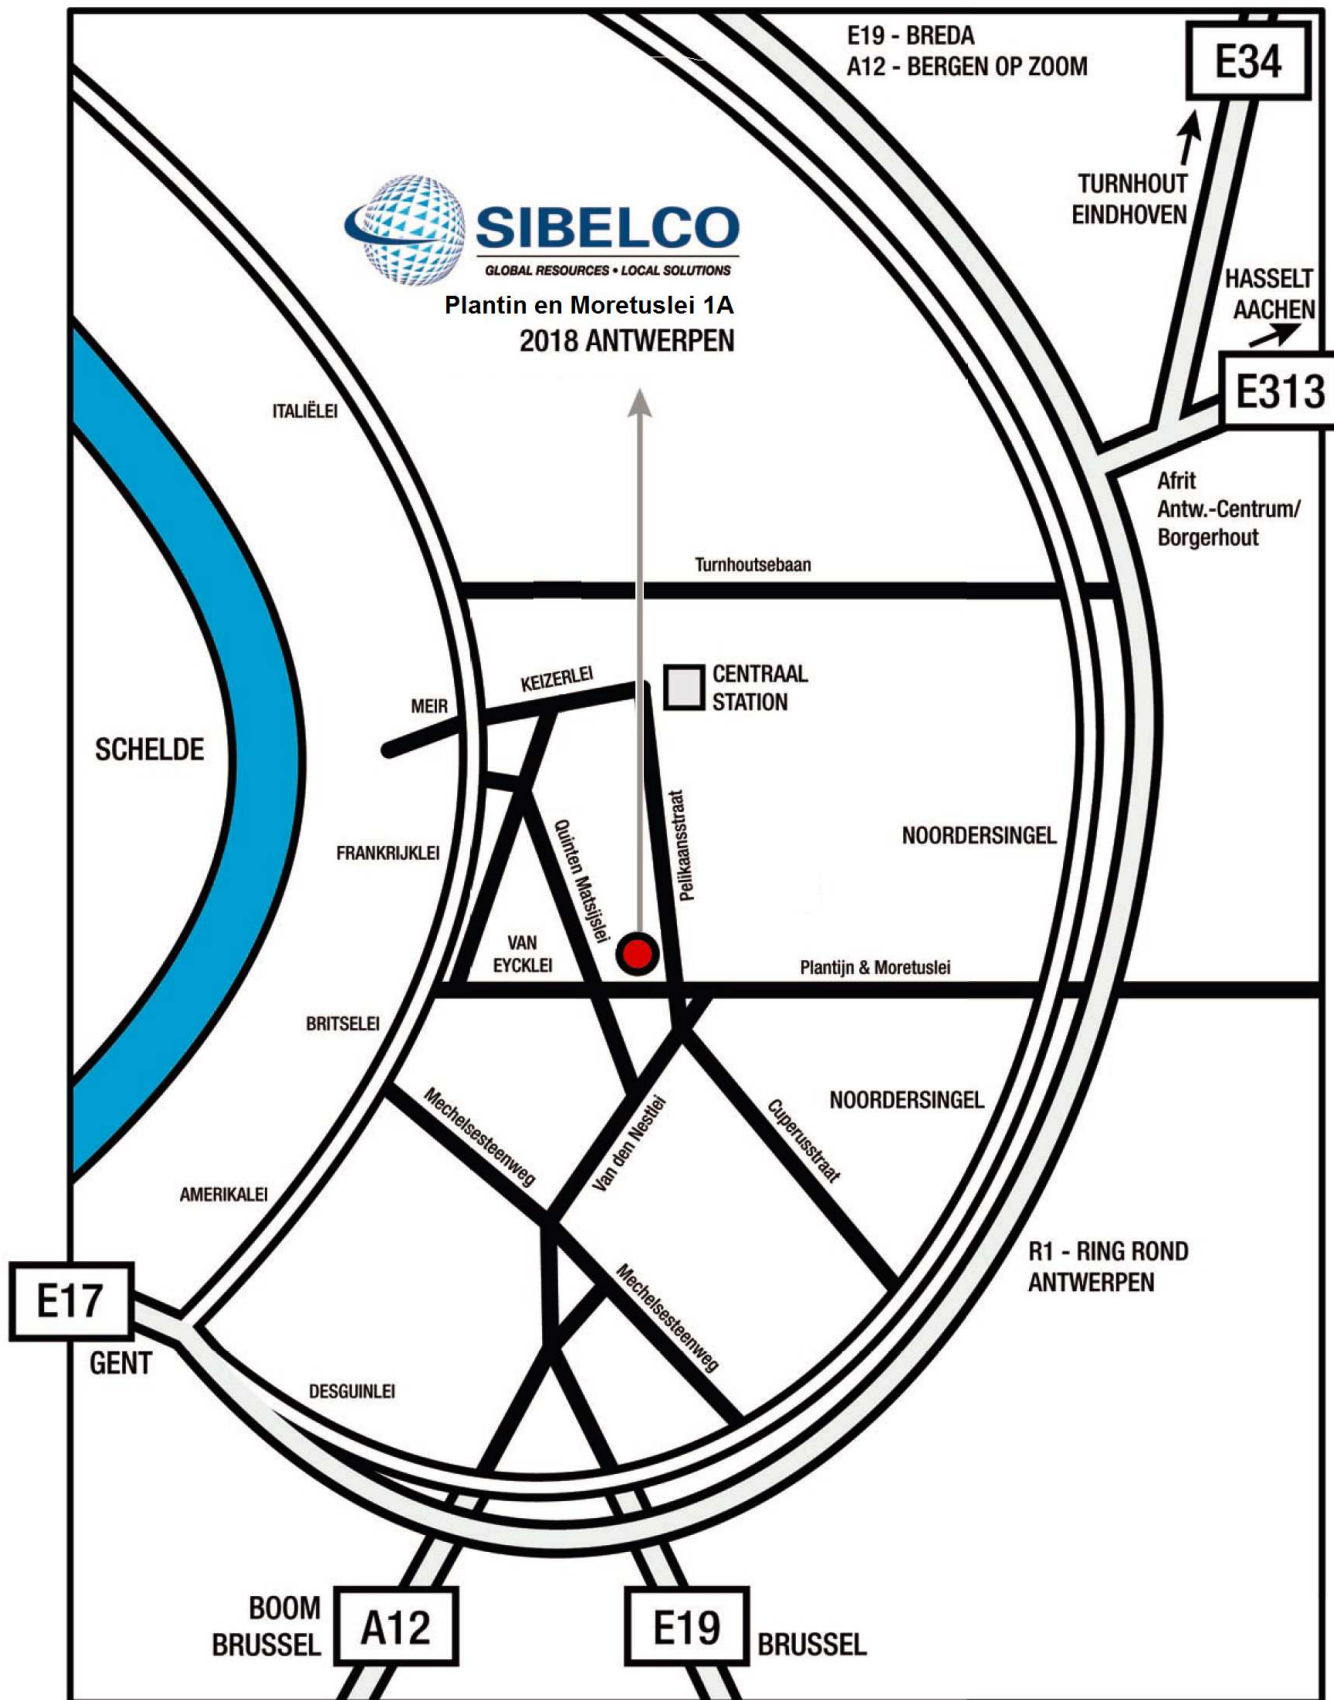 E19 - BREDA
A12 - BERGEN OP ZOOM
E34
TURNHOUT
EINDHOVEN
SIBELCO
GLOBAL RESOURCES • LOCAL SOLUTIONS
Plantin en Moretuslei 1A
2018 ANTWERPEN
HASSELT
AACHEN
E313
ITALIËLEI
Afrit
Antw.-Centrum/
Borgerhout
Turnhoutsebaan
KEIZERLEI
CENTRAAL
STATION
MEIR
SCHELDE
Quinten Matsijslei
Pelikaansstraat
NOORDERSINGEL
FRANKRIJKLEI
VAN
EYCKLEI
Plantijn & Moretuslei
BRITSELEI
Mechelsesteenweg
Van den Nestlei
Cuperusstraat
NOORDERSINGEL
AMERIKALEI
R1 - RING ROND
ANTWERPEN
E17
GENT
Mechelsesteenweg
DESGUINLEI
BOOM
BRUSSEL
A12
E19
BRUSSEL